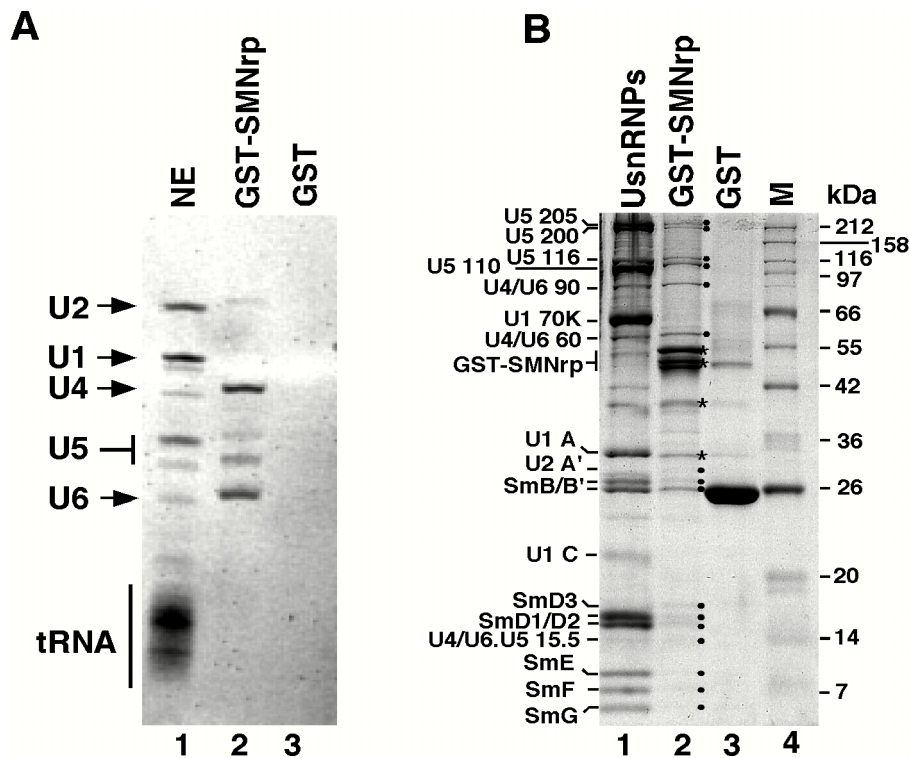 A
NE
GST-SMNrp
GST
U2
U1
U4
U5
U6
tRNA
1 2 3
B
UsnRNPs
GST-SMNrp
GST
M
kDa
U5 205
U5 200
U5 116
U5 110
U4/U6 90
U1 70K
U4/U6 60
GST-SMNrp
U1 A
U2 A'
SmB/B'
U1 C
SmD3
SmD1/D2
U4/U6.U5 15.5
SmE
SmF
SmG
212
158
116
97
66
55
42
36
26
20
14
7
*
*
*
*
1 2 3 4